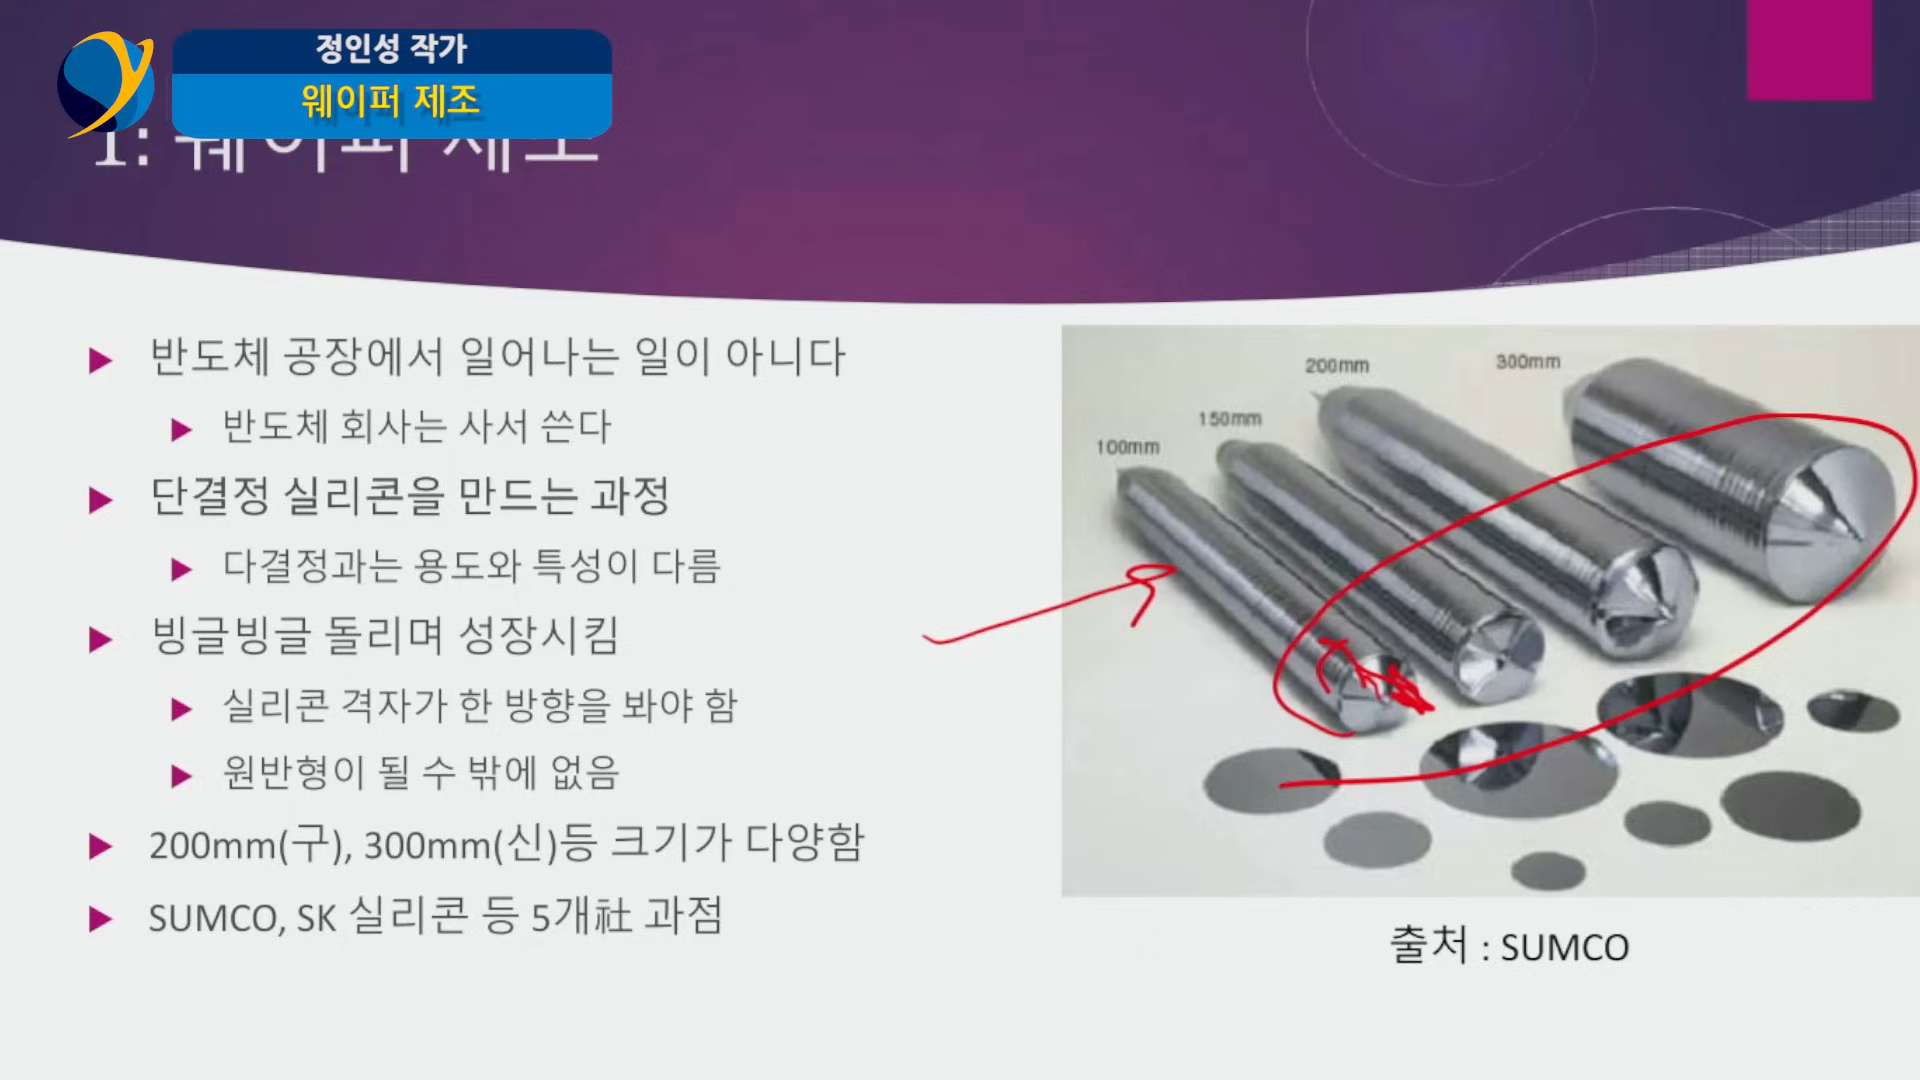 정인성 작가
웨이퍼 제조
1: 웨이퍼 제조
반도체 공장에서 일어나는 일이 아니다
반도체 회사는 사서 쓴다
단결정 실리콘을 만드는 과정
다결정과는 용도와 특성이 다름
빙글빙글 돌리며 성장시킴
실리콘 격자가 한 방향을 봐야 함
원반형이 될 수 밖에 없음
200mm(구), 300mm(신)등 크기가 다양함
SUMCO, SK 실리콘 등 5개社 과점
100mm
150mm
200mm
300mm
출처 : SUMCO